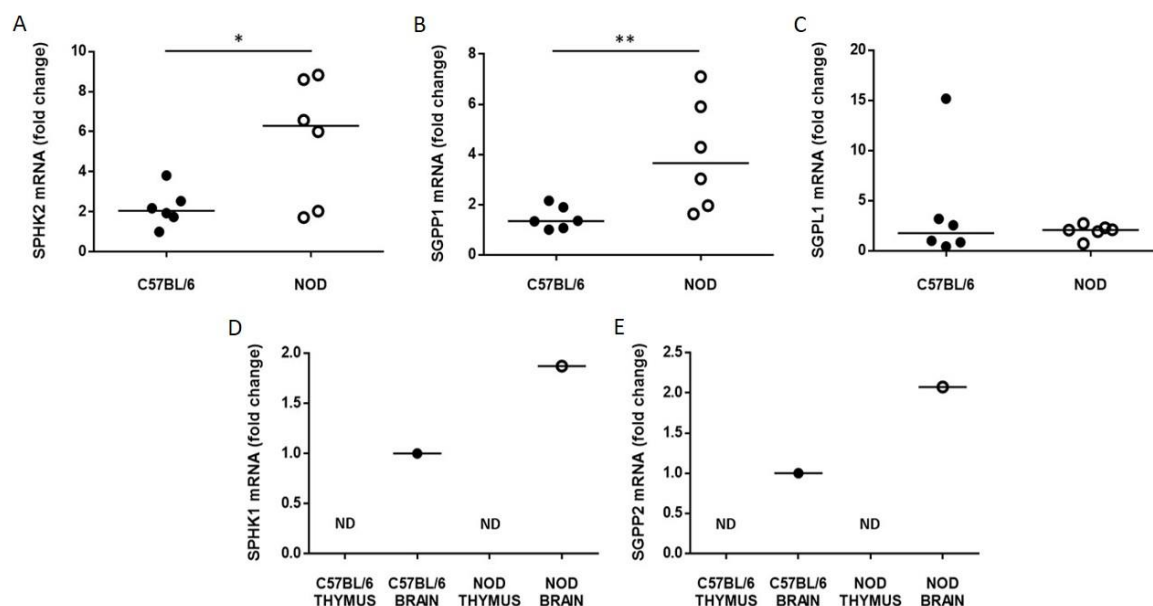 A
SPHK2 mRNA (fold change)
10
8
6
4
2
0
*
C57BL/6 NOD
B
SGPP1 mRNA (fold change)
8
6
4
2
0
**
C57BL/6 NOD
C
SGPL1 mRNA (fold change)
20
15
10
5
0
C57BL/6 NOD
D
SPHK1 mRNA (fold change)
2.0
1.5
1.0
0.5
0.0
ND ND
C57BL/6 C57BL/6 NOD NOD
THYMUS BRAIN THYMUS BRAIN
E
SGPP2 mRNA (fold change)
2.5
2.0
1.5
1.0
0.5
0.0
ND ND
C57BL/6 C57BL/6 NOD NOD
THYMUS BRAIN THYMUS BRAIN